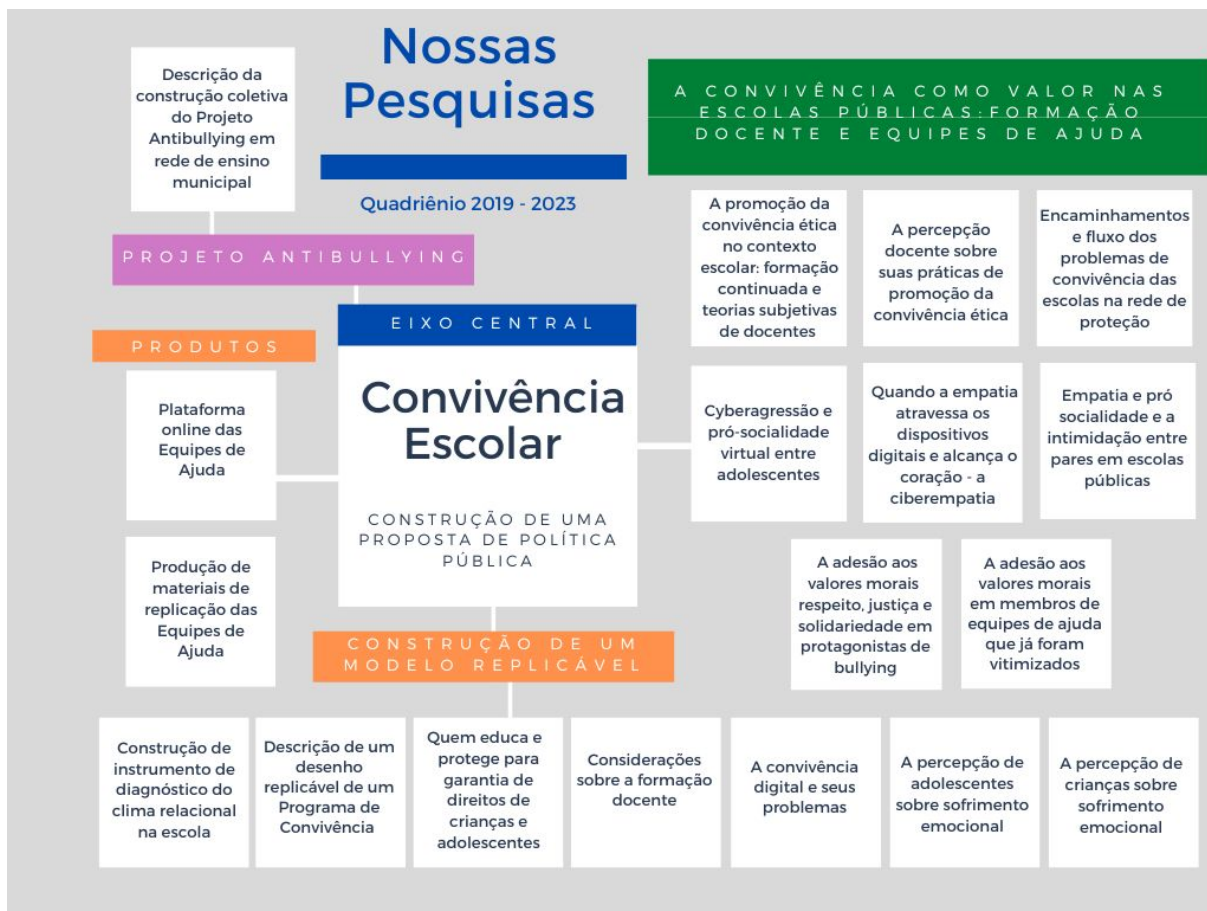 Nossas
Pesquisas
Quadriênio 2019 - 2023
Descrição da
construção coletiva
do Projeto
Antibullying em
rede de ensino
municipal
PROJETO ANTIBULLYING
A CONVIVÊNCIA COMO VALOR NAS
ESCOLAS PÚBLICAS:FORMAÇÃO
DOCENTE E EQUIPES DE AJUDA
A promoção da
convivência ética
no contexto
escolar: formação
continuada e
teorias subjetivas
de docentes
A percepção
docente sobre
suas práticas de
promoção da
convivência ética
Encaminhamentos
e fluxo dos
problemas de
convivência das
escolas na rede de
proteção
EIXO CENTRAL
Convivência
Escolar
CONSTRUÇÃO DE UMA
PROPOSTA DE POLÍTICA
PÚBLICA
PRODUTOS
Plataforma
online das
Equipes de
Ajuda
Produção de
materiais de
replicação das
Equipes de
Ajuda
Cyberagressão e
pró-socialidade
virtual entre
adolescentes
Quando a empatia
atravessa os
dispositivos
digitais e alcança o
coração - a
ciberempatia
Empatia e pró
socialidade e a
intimidação entre
pares em escolas
públicas
A adesão aos
valores morais
respeito, justiça e
solidariedade em
protagonistas de
bullying
A adesão aos
valores morais
em membros de
equipes de ajuda
que já foram
vitimizados
CONSTRUÇÃO DE UM
MODELO REPLICÁVEL
Construção de
instrumento de
diagnóstico do
clima relacional
na escola
Descrição de um
desenho
replicável de um
Programa de
Convivência
Quem educa e
protege para
garantia de
direitos de
crianças e
adolescentes
Considerações
sobre a formação
docente
A convivência
digital e seus
problemas
A percepção de
adolescentes
sobre sofrimento
emocional
A percepção de
crianças sobre
sofrimento
emocional